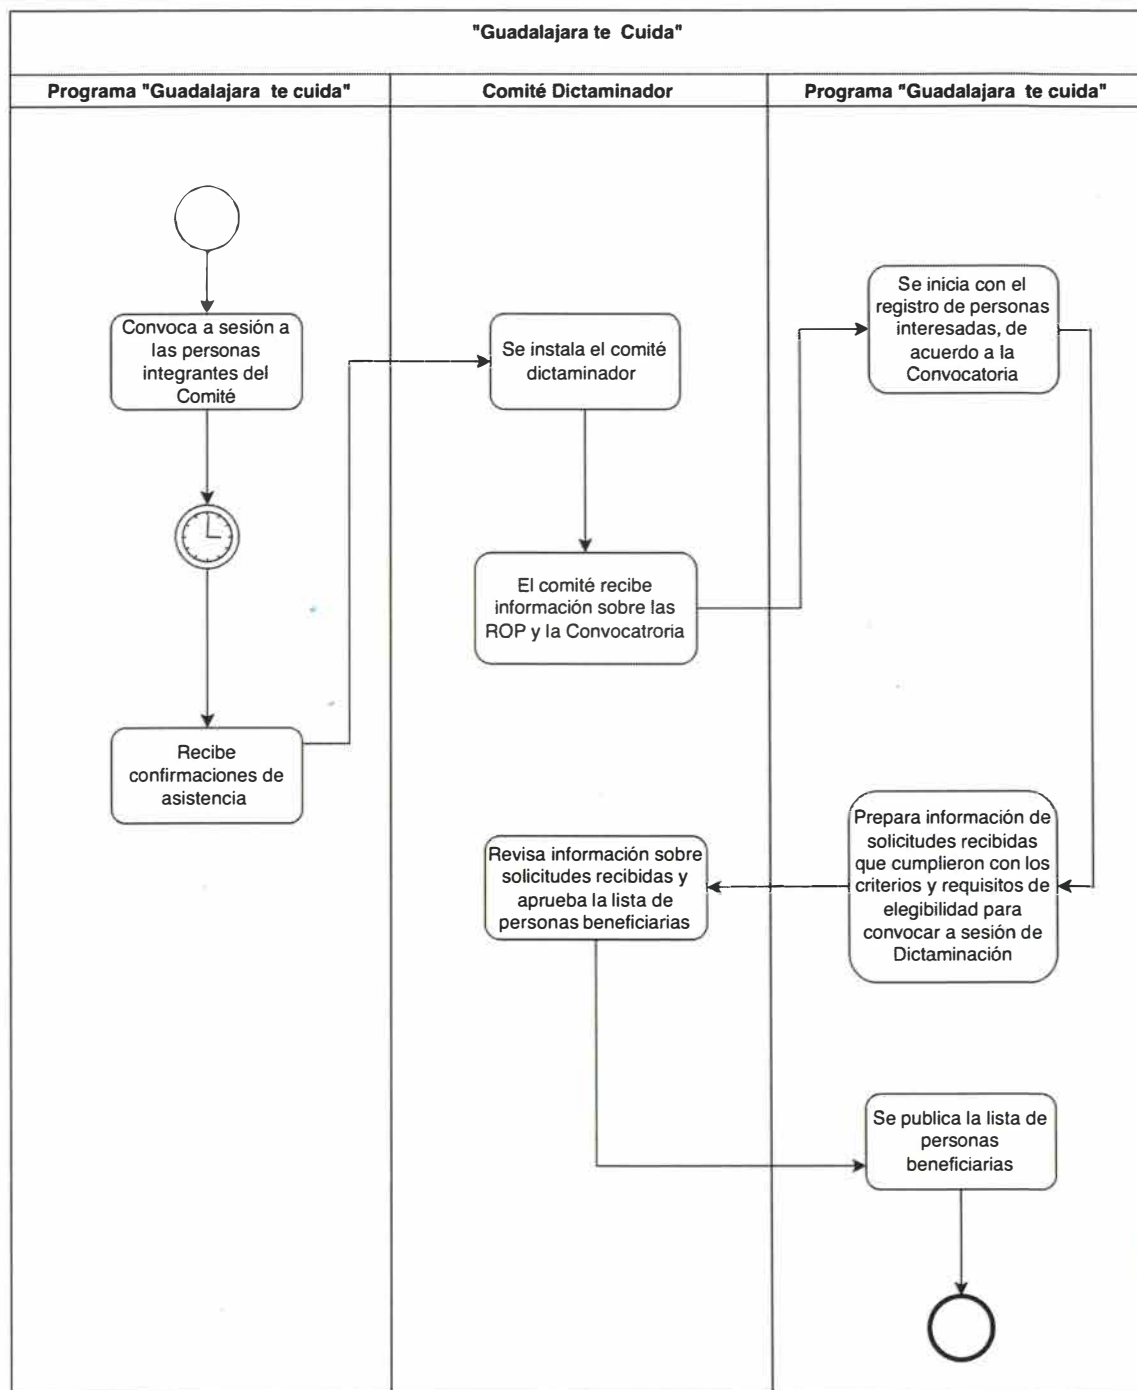 "Guadalajara te Cuida"
Programa "Guadalajara te cuida"
Comité Dictaminador
Programa "Guadalajara te cuida"
Convoca a sesión a
las personas
integrantes del
Comité
Recibe
confirmaciones de
asistencia
Se instala el comité
dictaminador
El comité recibe
información sobre las
ROP y la Convocatroria
Se inicia con el
registro de personas
interesadas, de
acuerdo a la
Convocatoria
Prepara información de
solicitudes recibidas
que cumplieron con los
criterios y requisitos de
elegibilidad para
convocar a sesión de
Dictaminación
Revisa información sobre
solicitudes recibidas y
aprueba la lista de
personas beneficiarias
Se publica la lista de
personas
beneficiarias